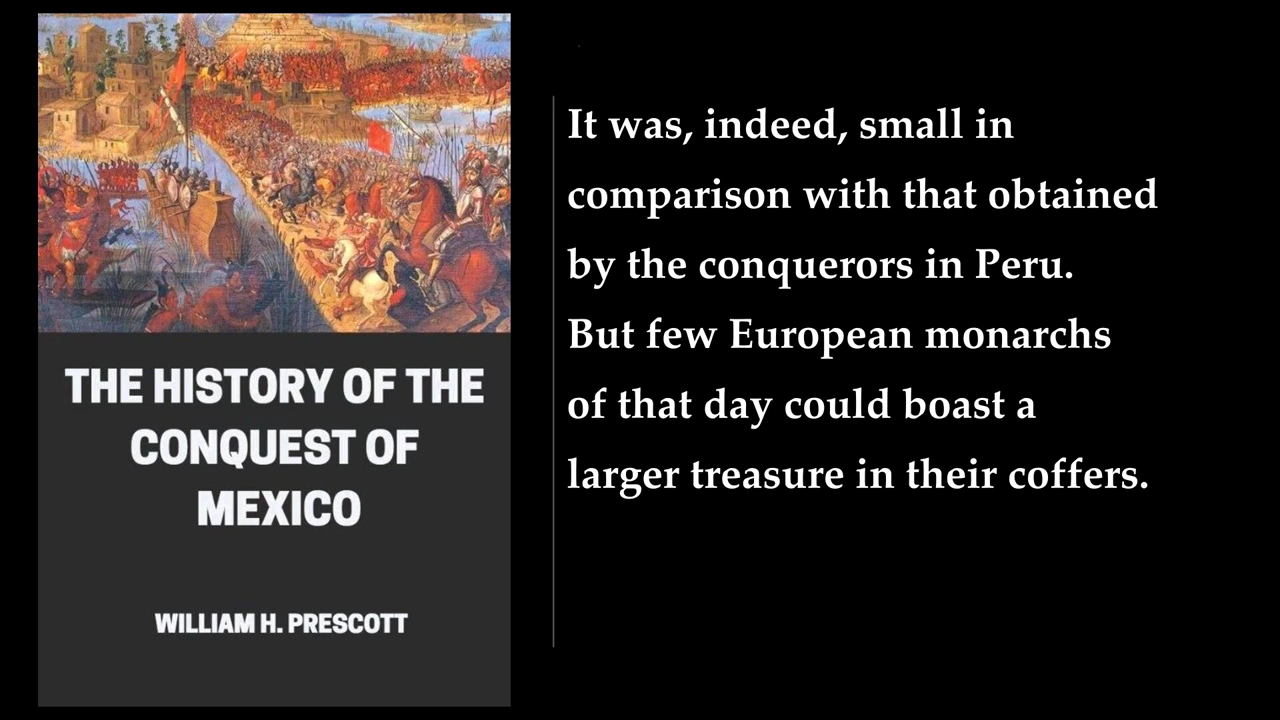 THE HISTORY OF THE
CONQUEST OF
MEXICO
WILLIAM H. PRESCOTT
It was, indeed, small in
comparison with that obtained
by the conquerors in Peru.
But few European monarchs
of that day could boast a
larger treasure in their coffers.